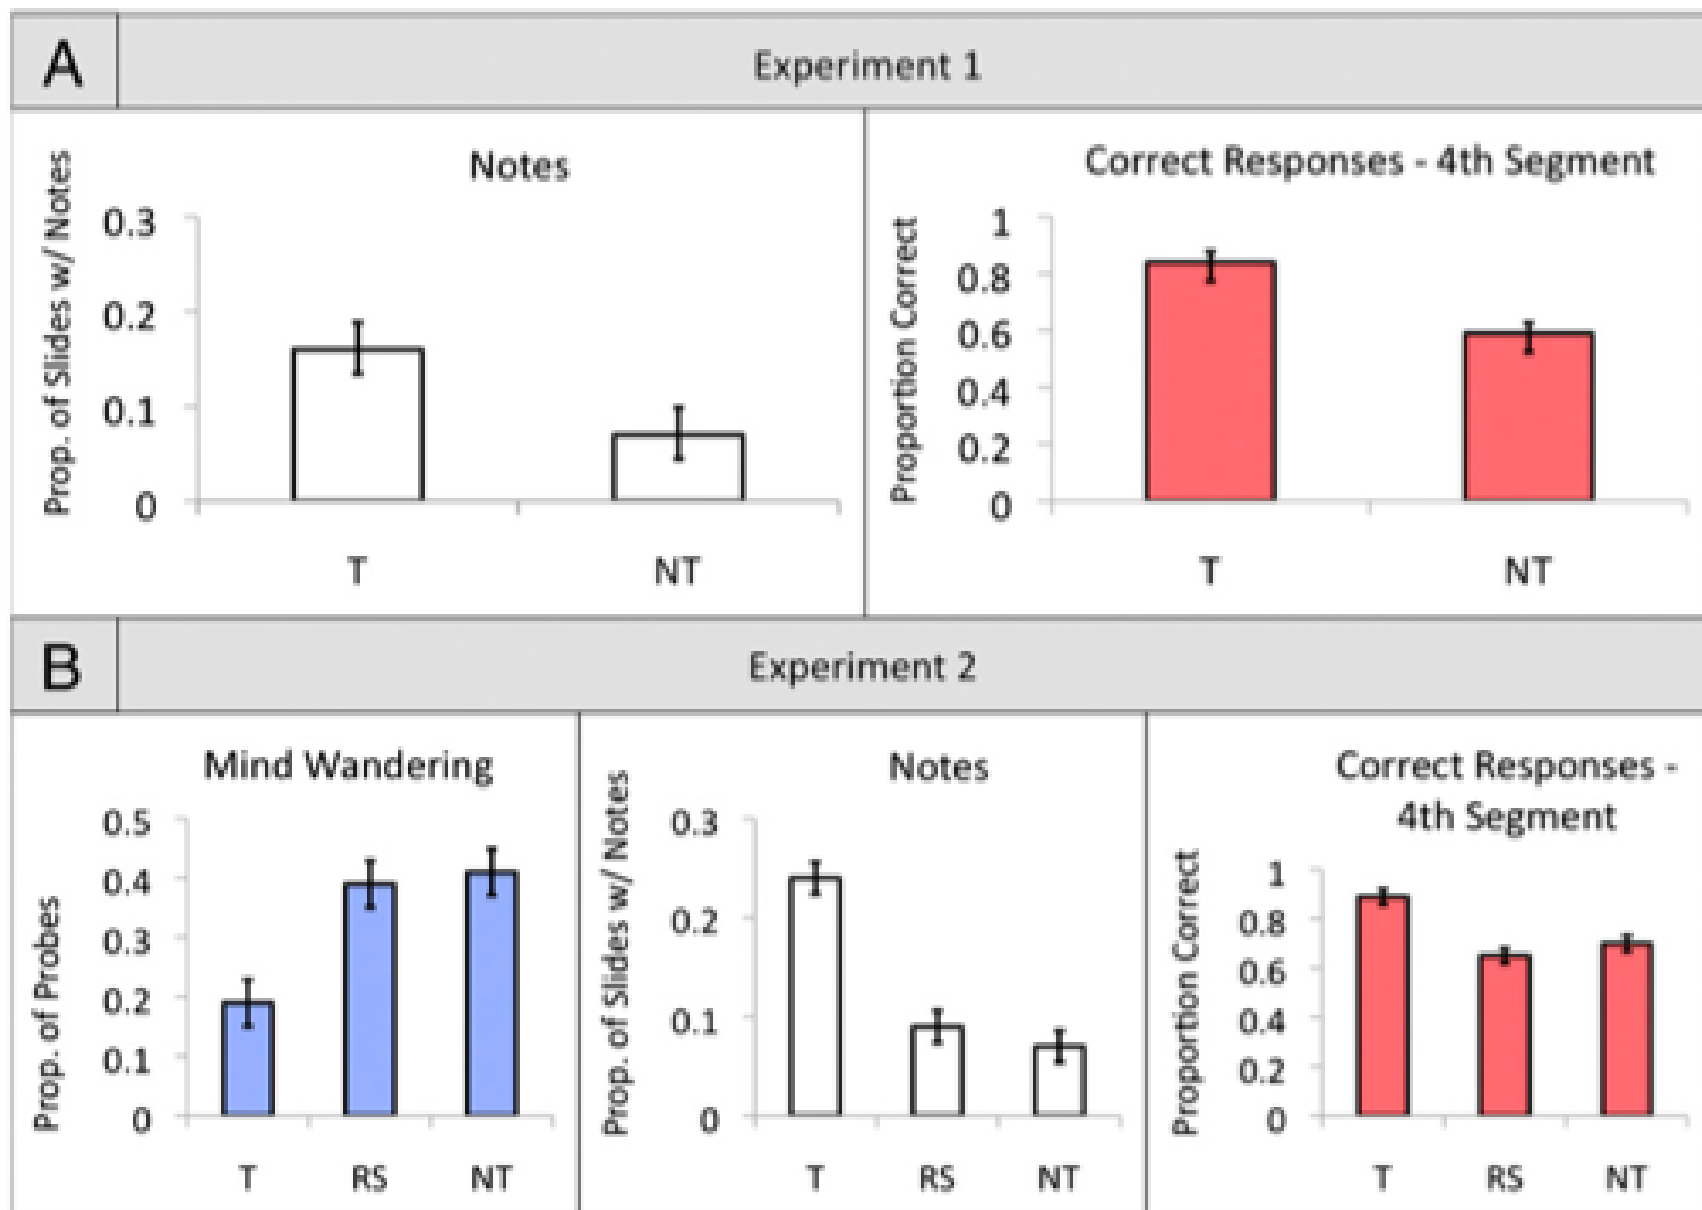 A
Experiment 1
Notes
Prop. of Slides w/ Notes
0.3
0.2
0.1
0
T NT
Correct Responses - 4th Segment
Proportion Correct
1
0.8
0.6
0.4
0.2
0
T NT
B
Experiment 2
Mind Wandering
Prop. of Probes
0.5
0.4
0.3
0.2
0.1
0
T RS NT
Notes
Prop. of Slides w/ Notes
0.3
0.2
0.1
0
T RS NT
Correct Responses -
4th Segment
Proportion Correct
1
0.8
0.6
0.4
0.2
0
T RS NT